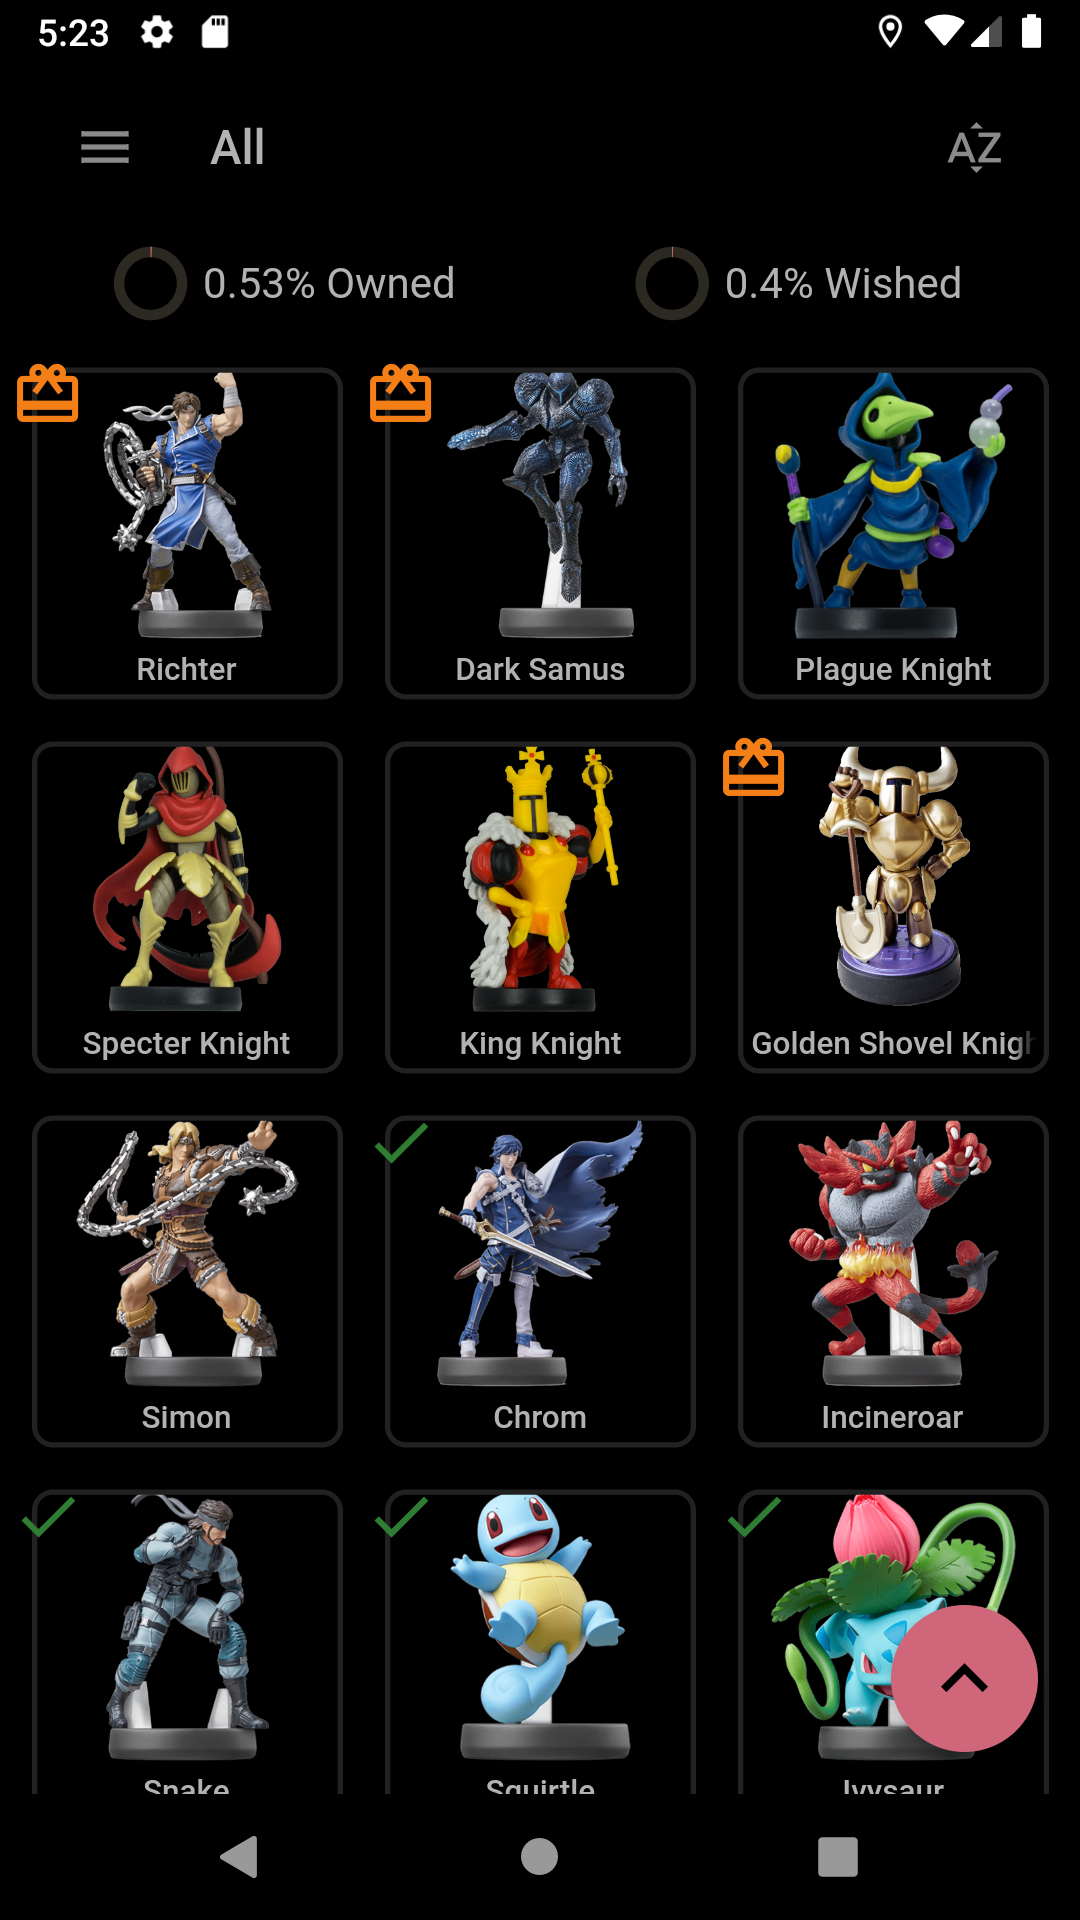 5:23
All
AZ
0.53% Owned
0.4% Wished
Richter
Dark Samus
Plague Knight
Specter Knight
King Knight
Golden Shovel Knigh
Simon
Chrom
Incineroar
Snake
Squirtle
Ivysaur